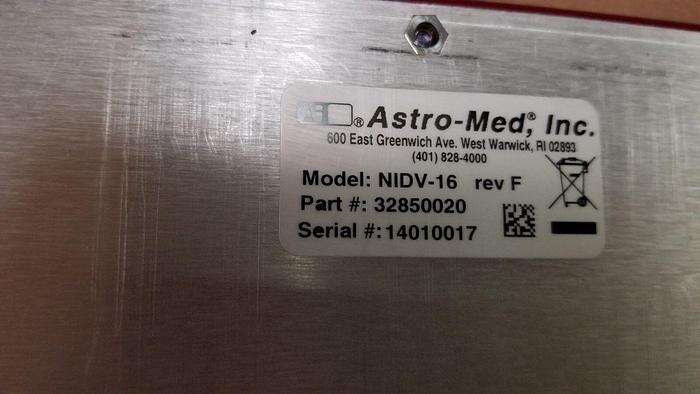 ® Astro-Med,® Inc.
600 East Greenwich Ave. West Warwick, RI 02893
(401) 828-4000
Model: NIDV-16 rev F
Part #: 32850020
Serial #: 14010017